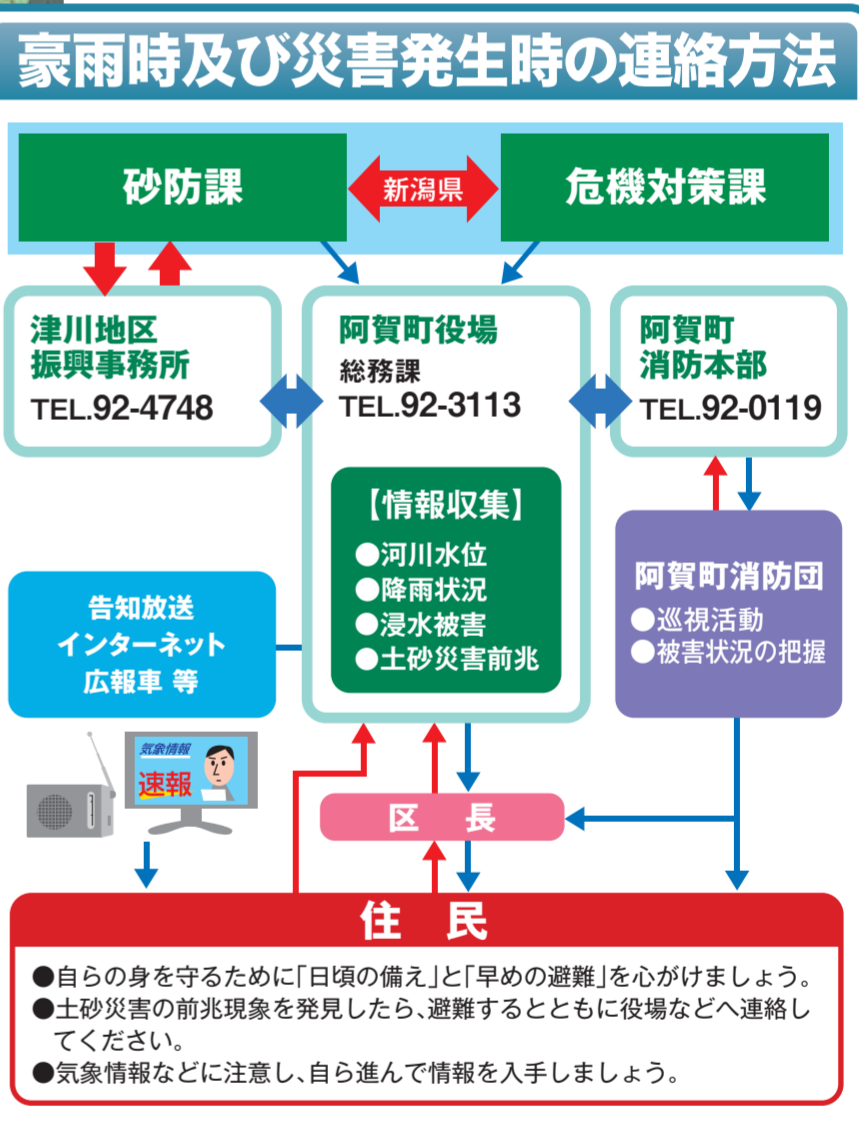 豪雨時及び災害発生時の連絡方法
砂防課
新潟県
危機対策課
津川地区
振興事務所
TEL.92-4748
阿賀町役場
総務課
TEL.92-3113
阿賀町
消防本部
TEL.92-0119
【情報収集】
●河川水位
●降雨状況
●浸水被害
●土砂災害前兆
阿賀町消防団
●巡視活動
●被害状況の把握
告知放送
インターネット
広報車 等
気象情報
速報
区 長
住 民
●自らの身を守るために「日頃の備え」と「早めの避難」を心がけましょう。
●土砂災害の前兆現象を発見したら、避難するとともに役場などへ連絡し
てください。
●気象情報などに注意し、自ら進んで情報を入手しましょう。